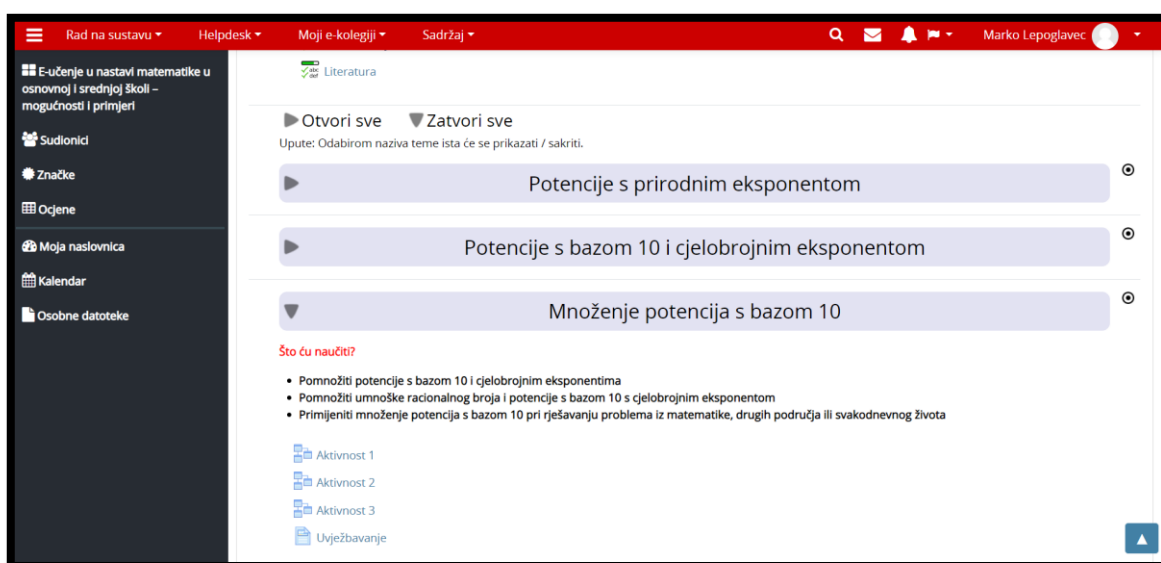 Rad na sustavu Helpdesk Moji e-kolegiji Sadržaj Marko Lepoglavec
E-učenje u nastavi matematike u
osnovnoj i srednjoj školi –
mogućnosti i primjeri
Sudionici
Značke
Ocjene
Moja naslovnica
Kalendar
Osobne datoteke
abc
def
Literatura
Otvori sve Zatvori sve
Upute: Odabirom naziva teme ista će se prikazati / sakriti.
Potencije s prirodnim eksponentom
Potencije s bazom 10 i cjelobrojnim eksponentom
Množenje potencija s bazom 10
Što ću naučiti?
• Pomnožiti potencije s bazom 10 i cjelobrojnim eksponentima
• Pomnožiti umnoške racionalnog broja i potencije s bazom 10 s cjelobrojnim eksponentom
• Primijeniti množenje potencija s bazom 10 pri rješavanju problema iz matematike, drugih područja ili svakodnevnog života
Aktivnost 1
Aktivnost 2
Aktivnost 3
Uvježbavanje